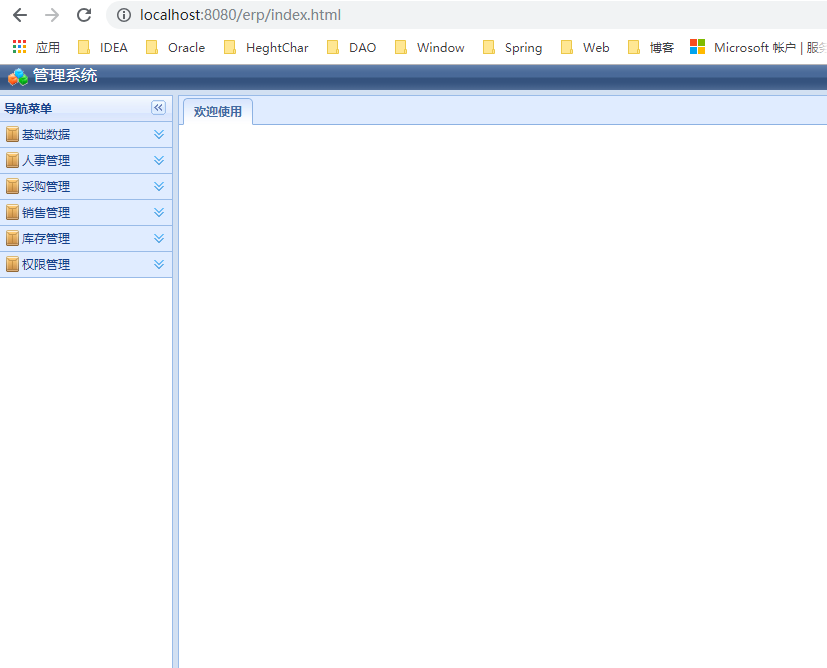 localhost:8080/erp/index.html
应用 IDEA Oracle HeghtChar DAO Window Spring Web 博客 Microsoft 帐户 | 服务
管理系统
导航菜单
欢迎使用
基础数据
人事管理
采购管理
销售管理
库存管理
权限管理